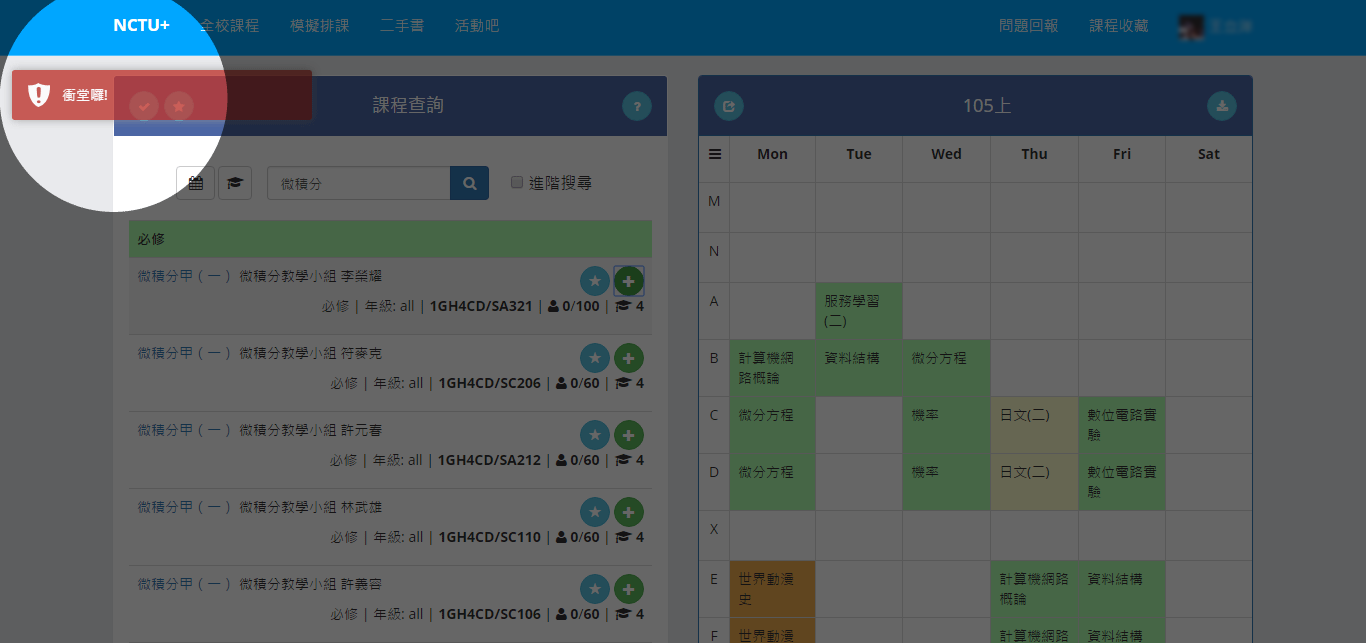 NCTU+ 全校課程 模擬排課 二手書 活動吧 問題回報 課程收藏
衝堂囉!
課程查詢
?
微積分
進階搜尋
必修
微積分甲（一） 微積分教學小組 李榮耀
必修 | 年級: all | 1GH4CD/SA321 | 0/100 | 4
微積分甲（一） 微積分教學小組 符麥克
必修 | 年級: all | 1GH4CD/SC206 | 0/60 | 4
微積分甲（一） 微積分教學小組 許元春
必修 | 年級: all | 1GH4CD/SA212 | 0/60 | 4
微積分甲（一） 微積分教學小組 林武雄
必修 | 年級: all | 1GH4CD/SC110 | 0/60 | 4
微積分甲（一） 微積分教學小組 許義容
必修 | 年級: all | 1GH4CD/SC106 | 0/60 | 4
105上
Mon Tue Wed Thu Fri Sat
M
N
A 服務學習
(二)
B 計算機網 資料結構 微分方程
路概論
C 微分方程 機率 日文(二) 數位電路實
驗
D 微分方程 機率 日文(二) 數位電路實
驗
X
E 世界動漫 計算機網路 資料結構
史 概論
F 世界動漫 計算機網路 資料結構